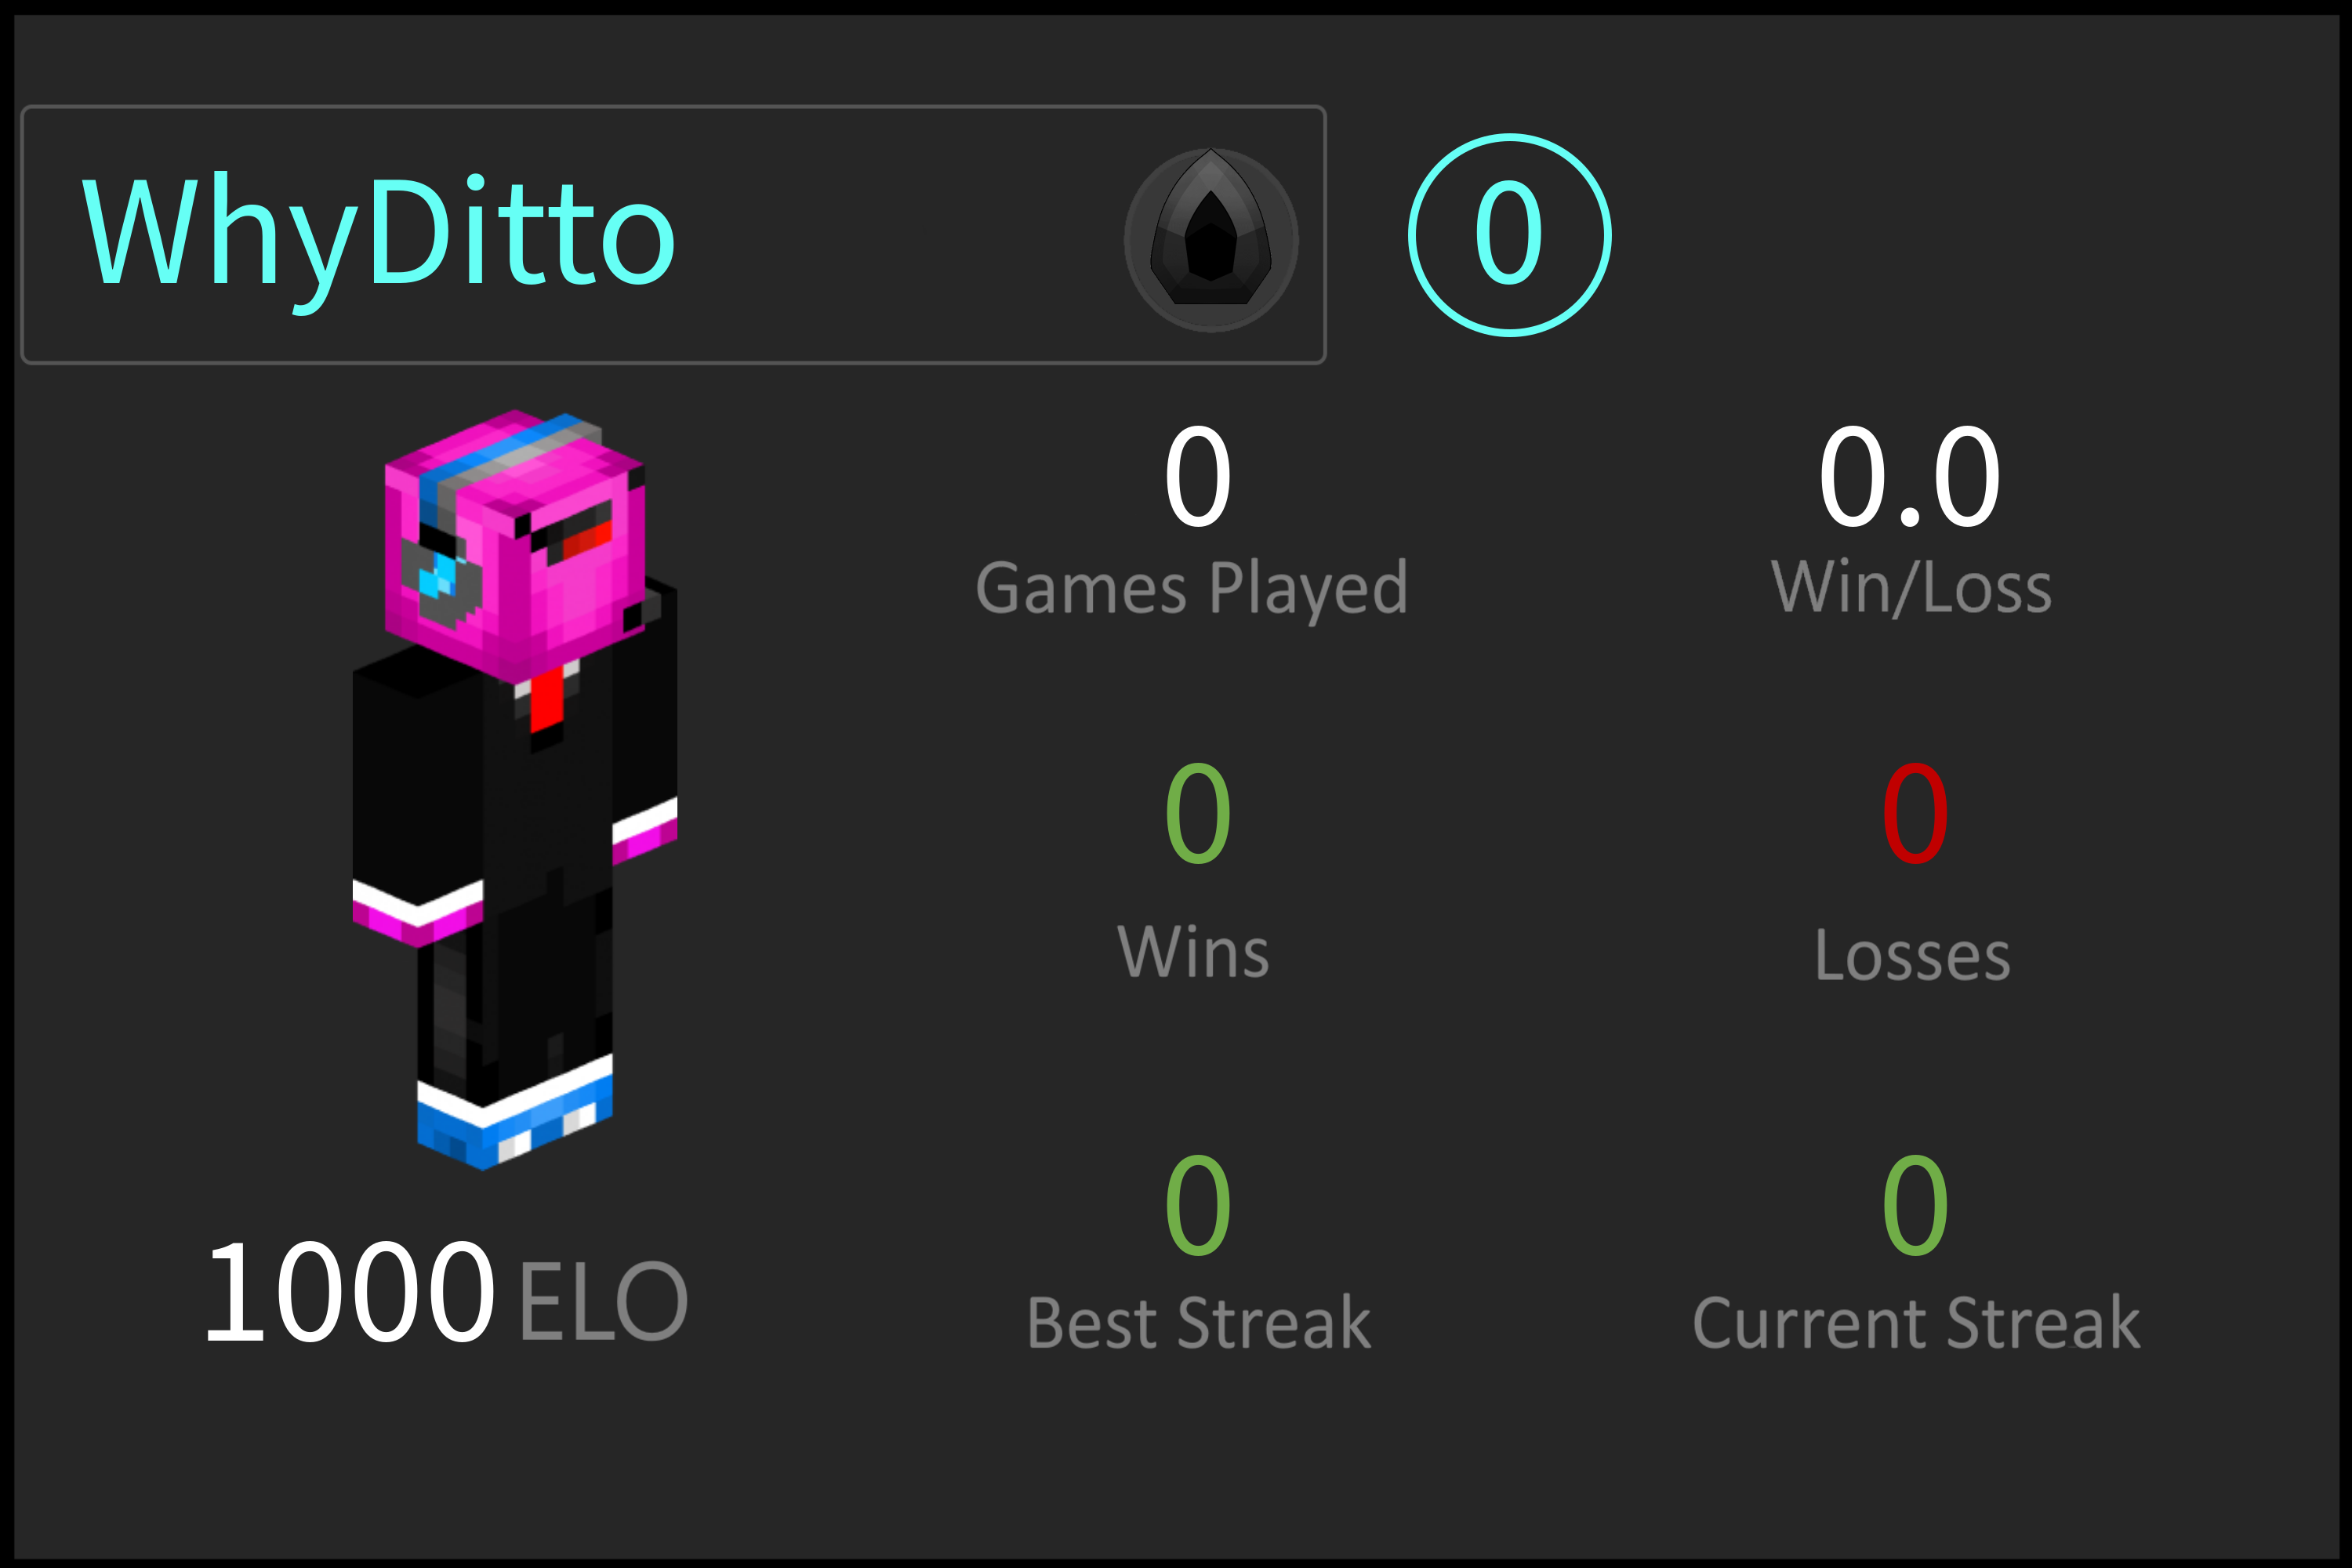 WhyDitto
0
0
0.0
Games Played
Win/Loss
0
0
Wins
Losses
0
0
1000 ELO
Best Streak
Current Streak